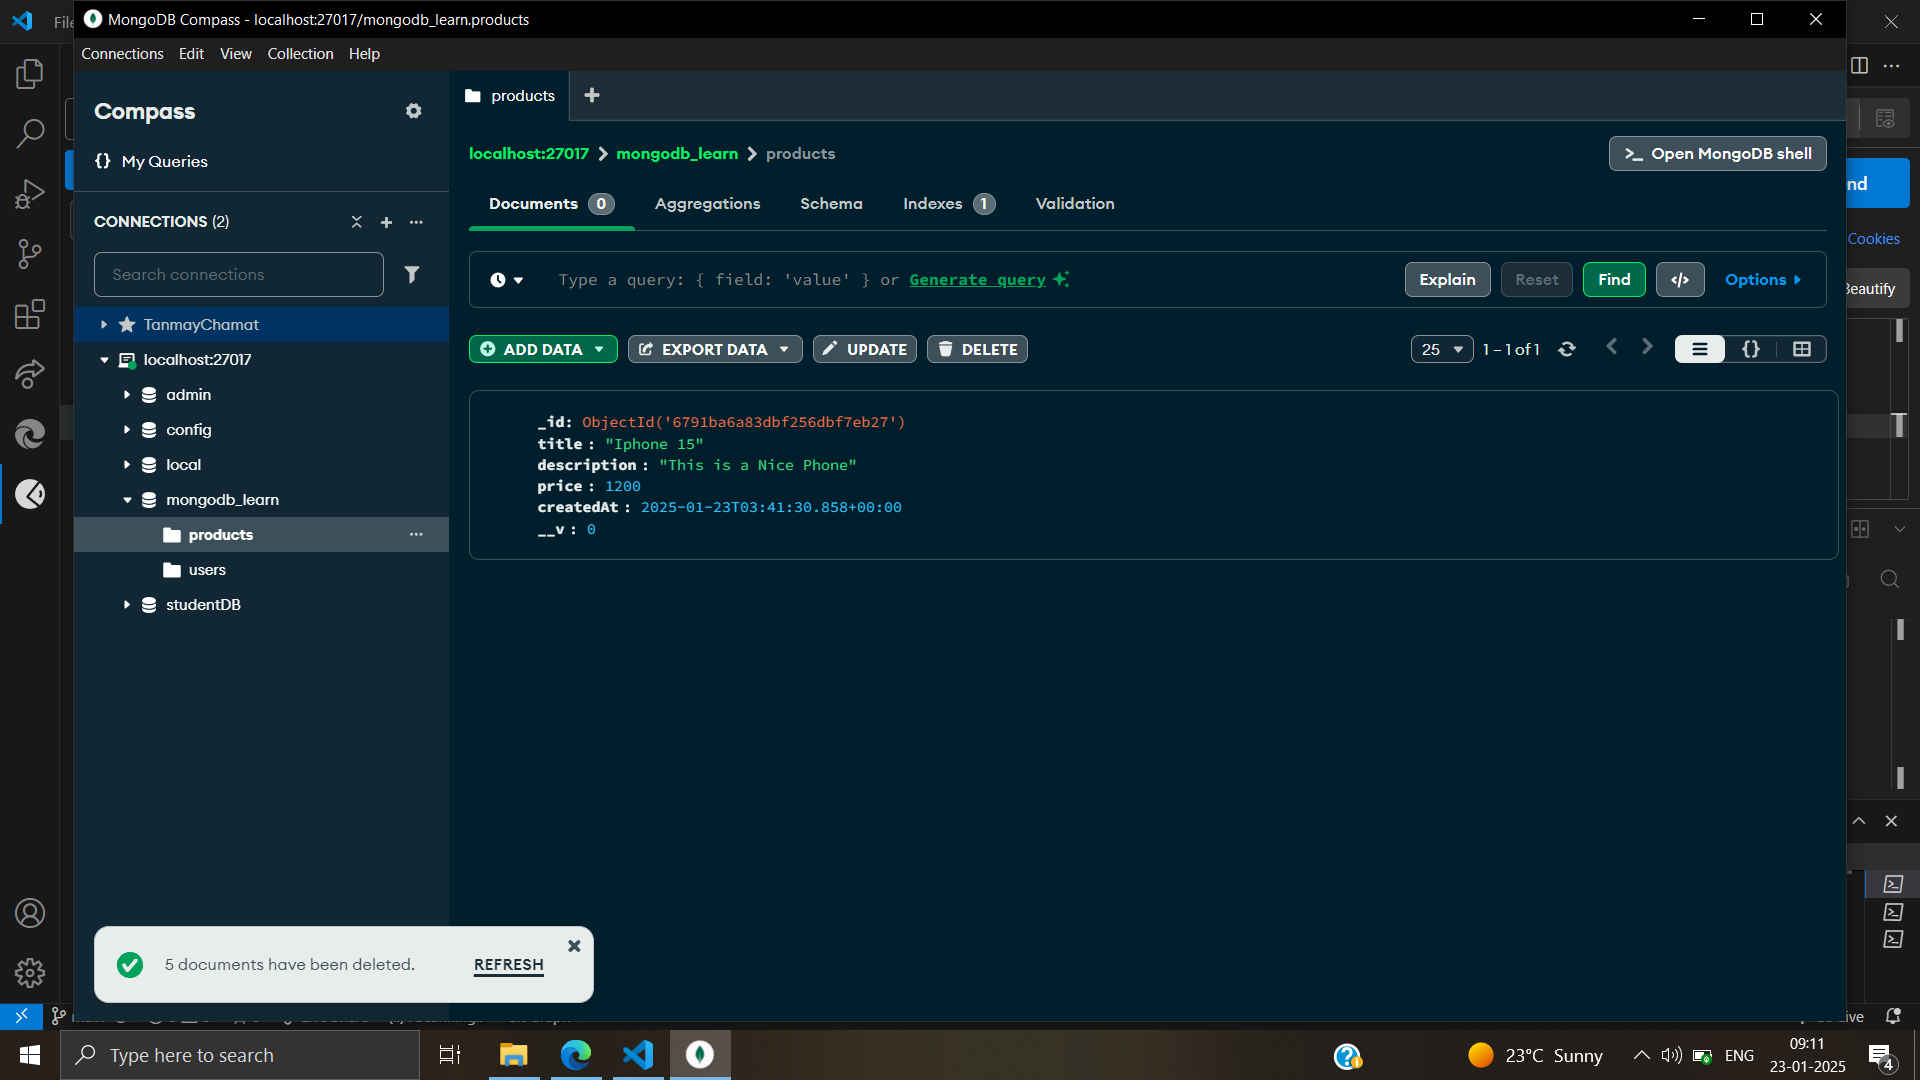 File
MongoDB Compass - localhost:27017/mongodb_learn.products
Connections Edit View Collection Help
Compass
My Queries
CONNECTIONS (2)
Search connections
TanmayChamat
localhost:27017
admin
config
local
mongodb_learn
products
users
studentDB
products
localhost:27017 mongodb_learn products
Open MongoDB shell
Documents 0 Aggregations Schema Indexes 1 Validation
Type a query: { field: 'value' } or Generate query
Explain Reset Find </> Options
ADD DATA EXPORT DATA UPDATE DELETE
25 1 – 1 of 1
_id: ObjectId('6791ba6a83dbf256dbf7eb27')
title : "Iphone 15"
description : "This is a Nice Phone"
price : 1200
createdAt : 2025-01-23T03:41:30.858+00:00
__v : 0
5 documents have been deleted. REFRESH
nd
Cookies
Beautify
Type here to search
23°C Sunny
ENG
09:11
23-01-2025
4